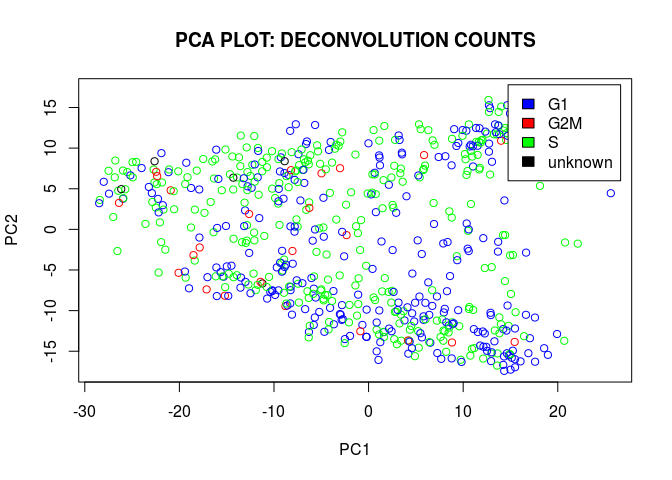 PCA PLOT: DECONVOLUTION COUNTS
G1
G2M
S
unknown
15
10
5
0
-5
-10
-15
PC2
-30 -20 -10 0 10 20
PC1